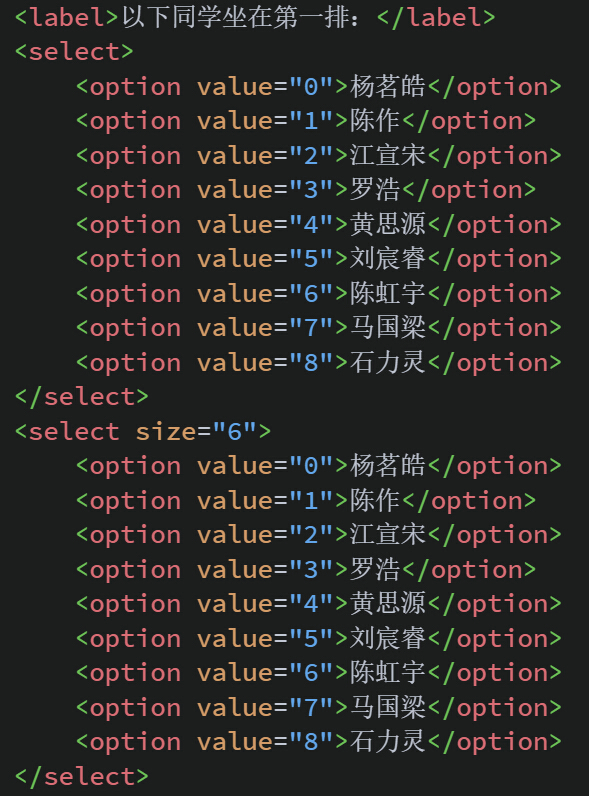 <label>以下同学坐在第一排：</label>
<select>
    <option value="0">杨茗皓</option>
    <option value="1">陈作</option>
    <option value="2">江宣宋</option>
    <option value="3">罗浩</option>
    <option value="4">黄思源</option>
    <option value="5">刘宸睿</option>
    <option value="6">陈虹宇</option>
    <option value="7">马国梁</option>
    <option value="8">石力灵</option>
</select>
<select size="6">
    <option value="0">杨茗皓</option>
    <option value="1">陈作</option>
    <option value="2">江宣宋</option>
    <option value="3">罗浩</option>
    <option value="4">黄思源</option>
    <option value="5">刘宸睿</option>
    <option value="6">陈虹宇</option>
    <option value="7">马国梁</option>
    <option value="8">石力灵</option>
</select>